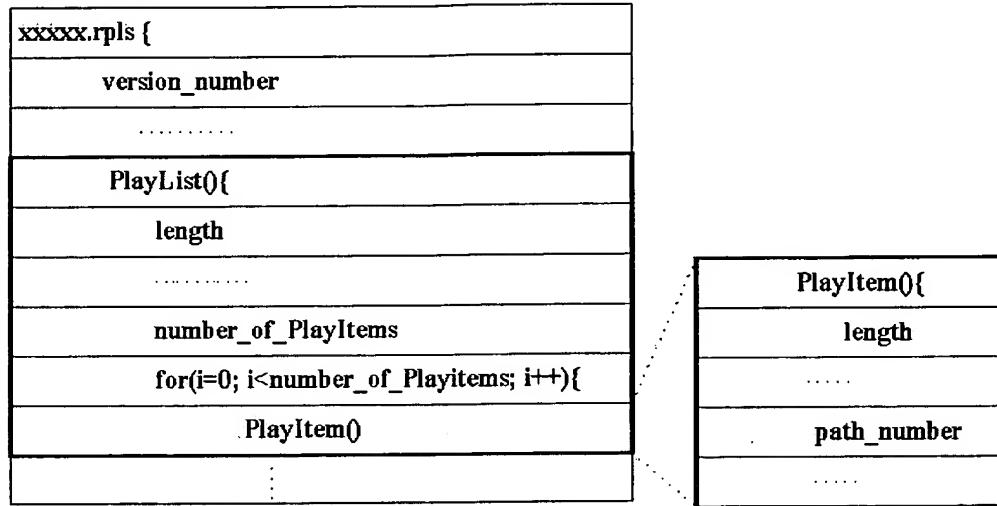 xxxxx.rpls {
version_number
..........
PlayList(){
length
..........
number_of_PlayItems
for(i=0; i<number_of_Playitems; i++){
PlayItem()
PlayItem(){
length
.....
path_number
.....